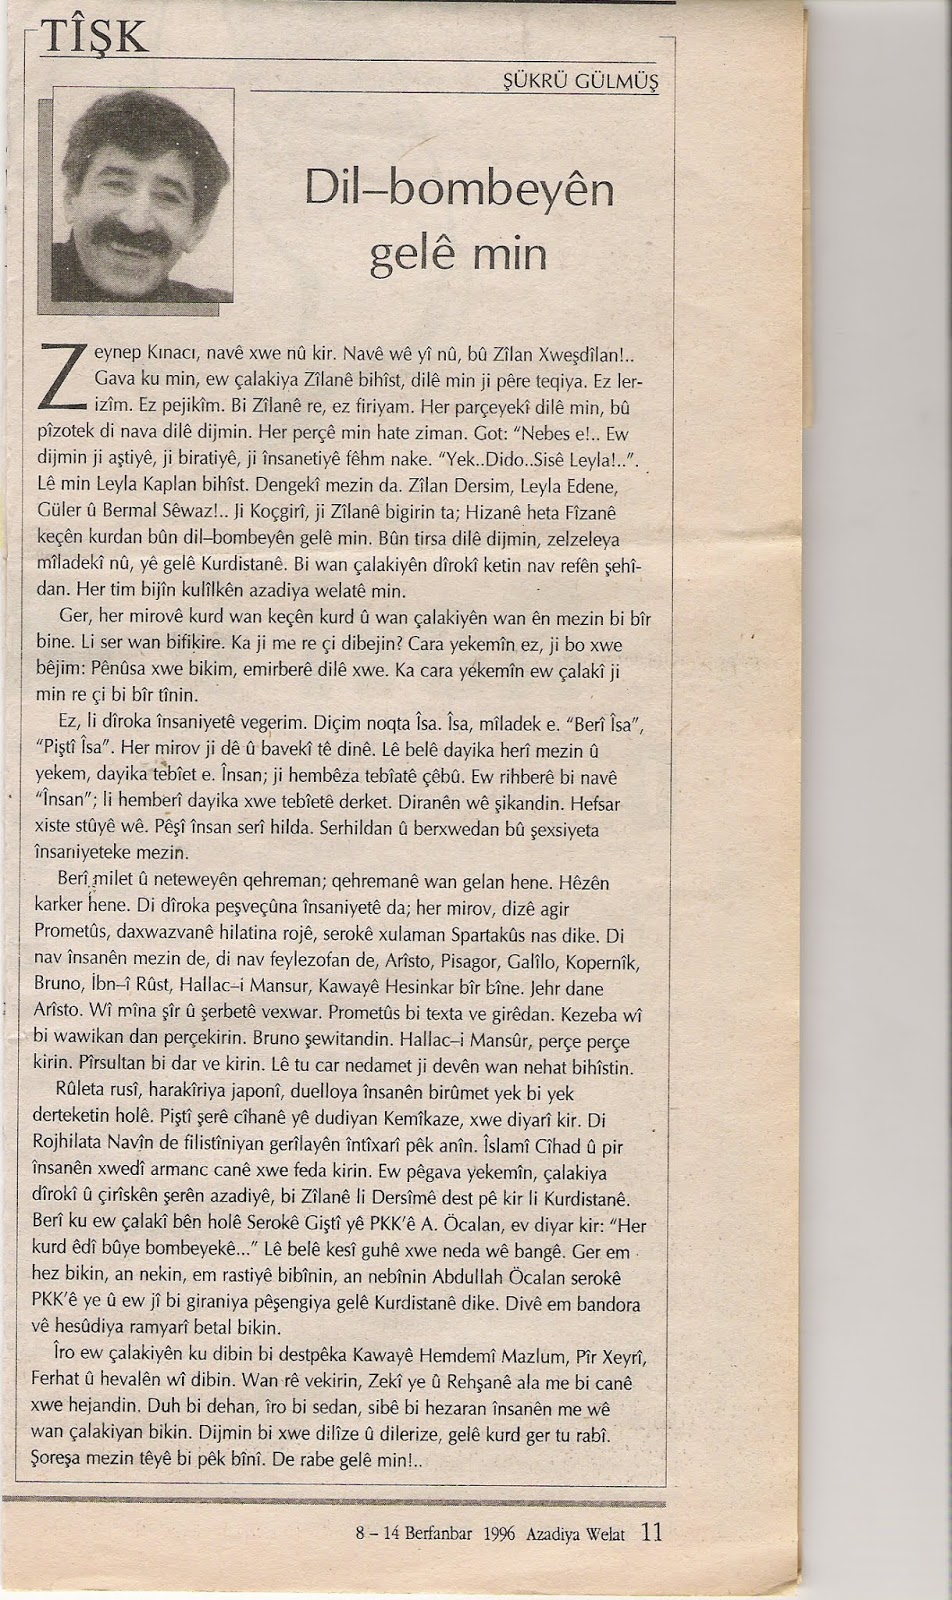 TÎŞK
ŞÜKRÜ GÜLMÜŞ
Dil–bombeyên
gelê min
Zeynep Kınacı, navê xwe nû kir. Navê wê yî nû, bû Zîlan Xweşdîlan!..
Gava ku min, ew çalakiya Zîlanê bihîst, dilê min ji pêre teqiya. Ez ler-
izîm. Ez pejikîm. Bi Zîlanê re, ez firiyam. Her parçeyekî dilê min, bû
pîzotek di nava dilê dijmin. Her perçê min hate ziman. Got: “Nebes e!.. Ew
dijmin ji aştiyê, ji biratiyê, ji însanetiyê fêhm nake. “Yek..Dido..Sisê Leyla!..”.
Lê min Leyla Kaplan bihîst. Dengekî mezin da. Zîlan Dersim, Leyla Edene,
Güler û Bermal Sêwaz!.. Ji Koçgirî, ji Zîlanê bigirin ta; Hizanê heta Fîzanê
keçên kurdan bûn dil–bombeyên gelê min. Bûn tirsa dilê dijmin, zelzeleya
mîladekî nû, yê gelê Kurdistanê. Bi wan çalakiyên dîrokî ketin nav refên şehî-
dan. Her tim bijîn kulîlkên azadiya welatê min.
Ger, her mirovê kurd wan keçên kurd û wan çalakiyên wan ên mezin bi bîr
bine. Li ser wan bifikire. Ka ji me re çi dibejin? Cara yekemîn ez, ji bo xwe
bêjim: Pênûsa xwe bikim, emirberê dilê xwe. Ka cara yekemîn ew çalakî ji
min re çi bi bîr tînin.
Ez, li dîroka însaniyetê vegerim. Diçim noqta Îsa. Îsa, mîladek e. “Berî Îsa”,
“Piştî Îsa”. Her mirov ji dê û bavekî tê dinê. Lê belê dayika herî mezin û
yekem, dayika tebîet e. Însan; ji hembêza tebîatê çêbû. Ew rihberê bi navê
“Însan”; li hemberî dayika xwe tebîetê derket. Diranên wê şikandin. Hefsar
xiste stûyê wê. Pêşî însan serî hilda. Serhildan û berxwedan bû şexsiyeta
însaniyeteke mezin.
Berî milet û neteweyên qehreman; qehremanê wan gelan hene. Hêzên
karker hene. Di dîroka peşveçûna însaniyetê da; her mirov, dizê agir
Prometûs, daxwazvanê hilatina rojê, serokê xulaman Spartakûs nas dike. Di
nav însanên mezin de, di nav feylezofan de, Arîsto, Pisagor, Galîlo, Kopernîk,
Bruno, İbn–î Rûst, Hallac–i Mansur, Kawayê Hesinkar bîr bîne. Jehr dane
Arîsto. Wî mîna şîr û şerbetê vexwar. Prometûs bi texta ve girêdan. Kezeba wî
bi wawikan dan perçekirin. Bruno şewitandin. Hallac–i Mansûr, perçe perçe
kirin. Pîrsultan bi dar ve kirin. Lê tu car nedamet ji devên wan nehat bihîstin.
Rûleta rusî, harakîriya japonî, duelloya însanên birûmet yek bi yek
derteketin holê. Piştî şerê cîhanê yê dudiyan Kemîkaze, xwe diyarî kir. Di
Rojhilata Navîn de filistîniyan gerîlayên întîxarî pêk anîn. Îslamî Cîhad û pir
însanên xwedî armanc canê xwe feda kirin. Ew pêgava yekemîn, çalakiya
dîrokî û çirîskên şerên azadiyê, bi Zîlanê li Dersîmê dest pê kir li Kurdistanê.
Berî ku ew çalakî bên holê Serokê Giştî yê PKK’ê A. Öcalan, ev diyar kir: “Her
kurd êdî bûye bombeyekê...” Lê belê kesî guhê xwe neda wê bangê. Ger em
hez bikin, an nekin, em rastiyê bibînin, an nebînin Abdullah Öcalan serokê
PKK’ê ye û ew jî bi giraniya pêşengiya gelê Kurdistanê dike. Divê em bandora
vê hesûdiya ramyarî betal bikin.
Îro ew çalakiyên ku dibin bi destpêka Kawayê Hemdemî Mazlum, Pîr Xeyrî,
Ferhat û hevalên wî dibin. Wan rê vekirin, Zekî ye û Rehşanê ala me bi canê
xwe hejandin. Duh bi dehan, îro bi sedan, sibê bi hezaran însanên me wê
wan çalakiyan bikin. Dijmin bi xwe dilîze û dilerize, gelê kurd ger tu rabî.
Şoreşa mezin têyê bi pêk bînî. De rabe gelê min!..
8 – 14 Berfanbar 1996 Azadiya Welat 11